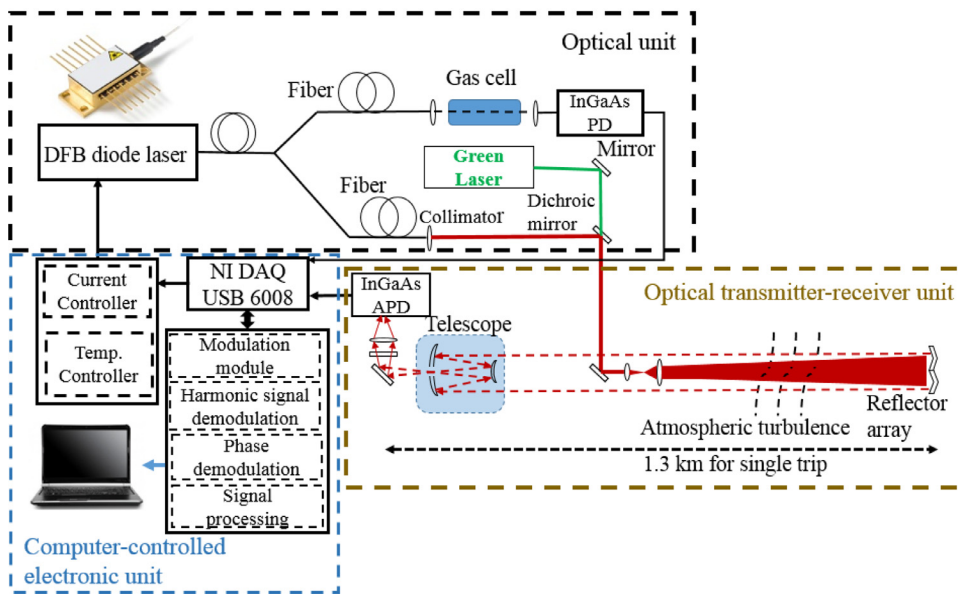 Optical unit
Fiber
Gas cell
InGaAs
PD
DFB diode laser
Green
Laser
Mirror
Fiber
Dichroic
mirror
Collimator
Current
Controller
NI DAQ
USB 6008
InGaAs
APD
Optical transmitter-receiver unit
Telescope
Temp.
Controller
Modulation
module
Harmonic signal
demodulation
Phase
demodulation
Signal
processing
Reflector
array
Atmospheric turbulence
1.3 km for single trip
Computer-controlled
electronic unit